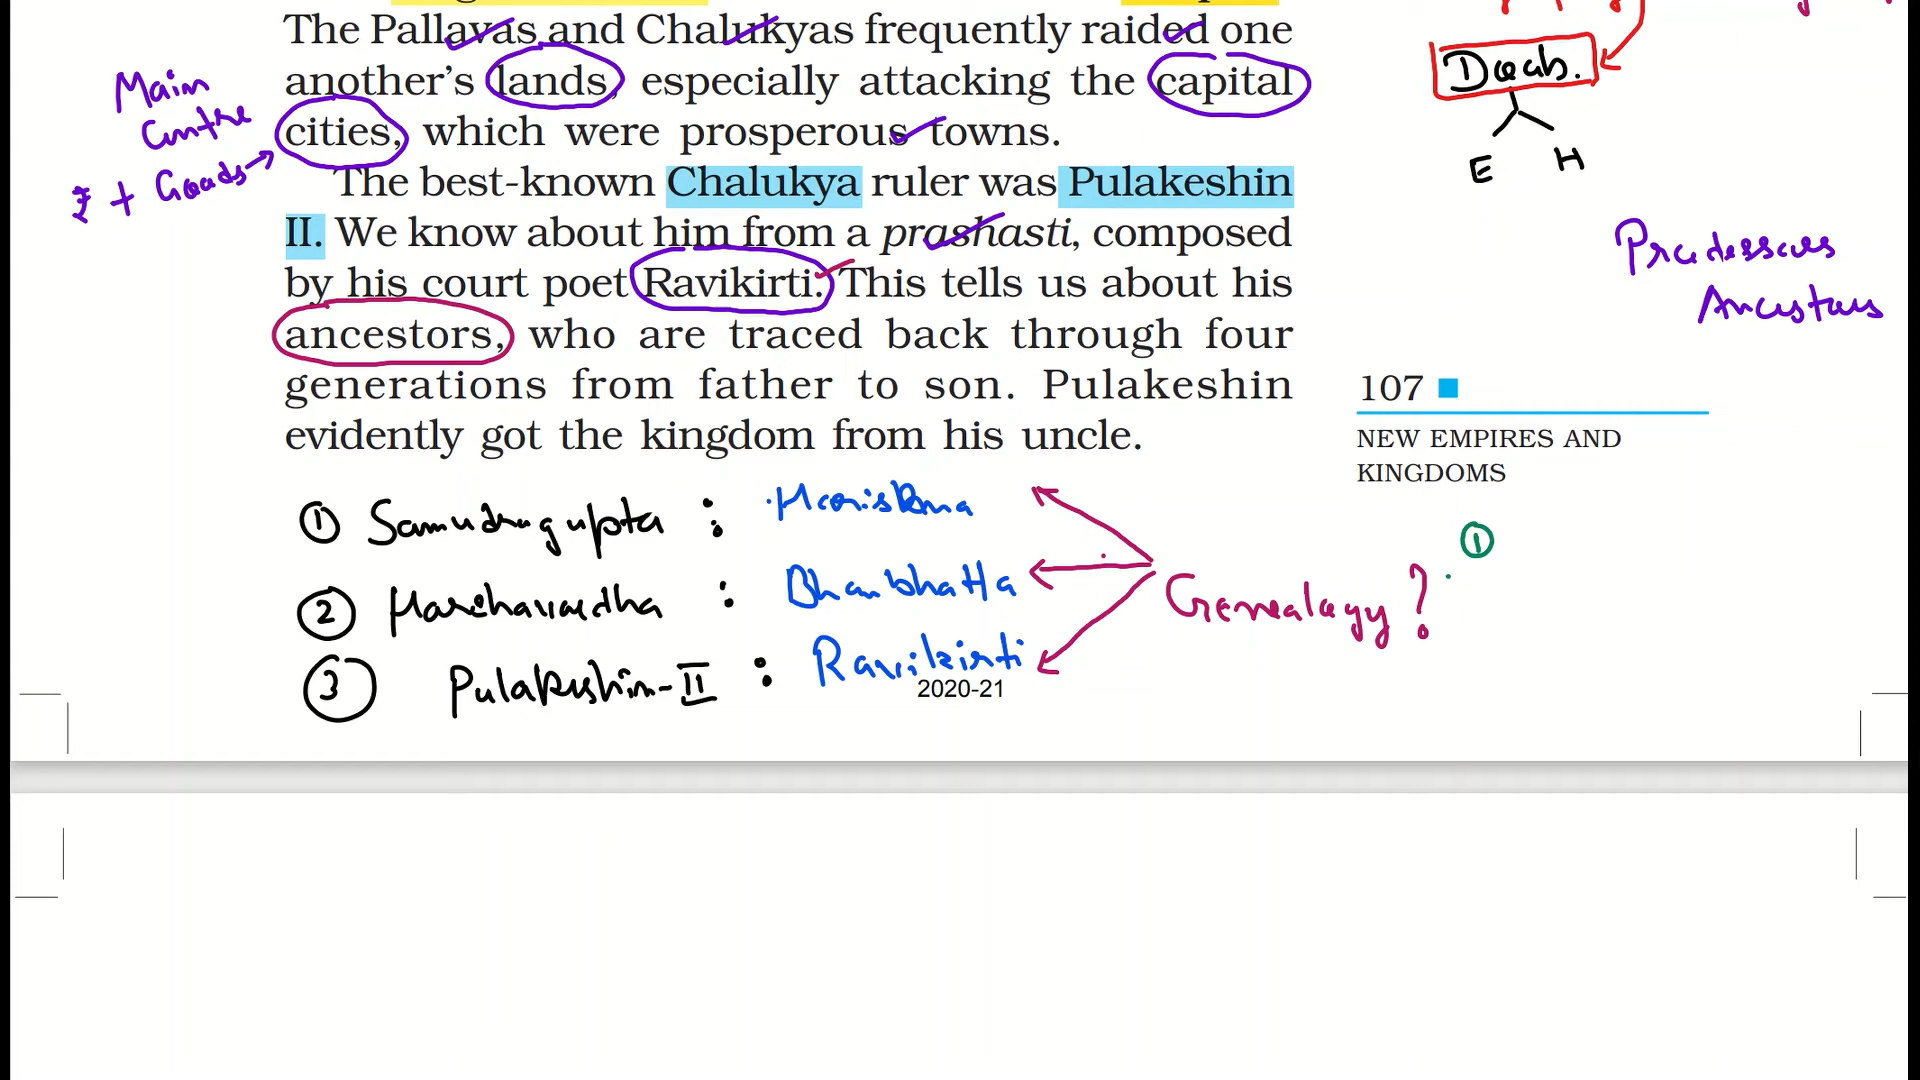 The Pallavas and Chalukyas frequently raided one
another's lands, especially attacking the capital
cities, which were prosperous towns.
The best-known Chalukya ruler was Pulakeshin
II. We know about him from a prashasti, composed
by his court poet Ravikirti. This tells us about his
ancestors, who are traced back through four
generations from father to son. Pulakeshin
evidently got the kingdom from his uncle.
Main
Centre
₹ + Goods →
Doab.
E H
Predessors
Ancestors
107
NEW EMPIRES AND
KINGDOMS
① Samudragupta : Harisena
② Harshavardha : Bhanbhatta
③ Pulakeshin-II : Ravikirti
Genealogy ?
①
2020-21